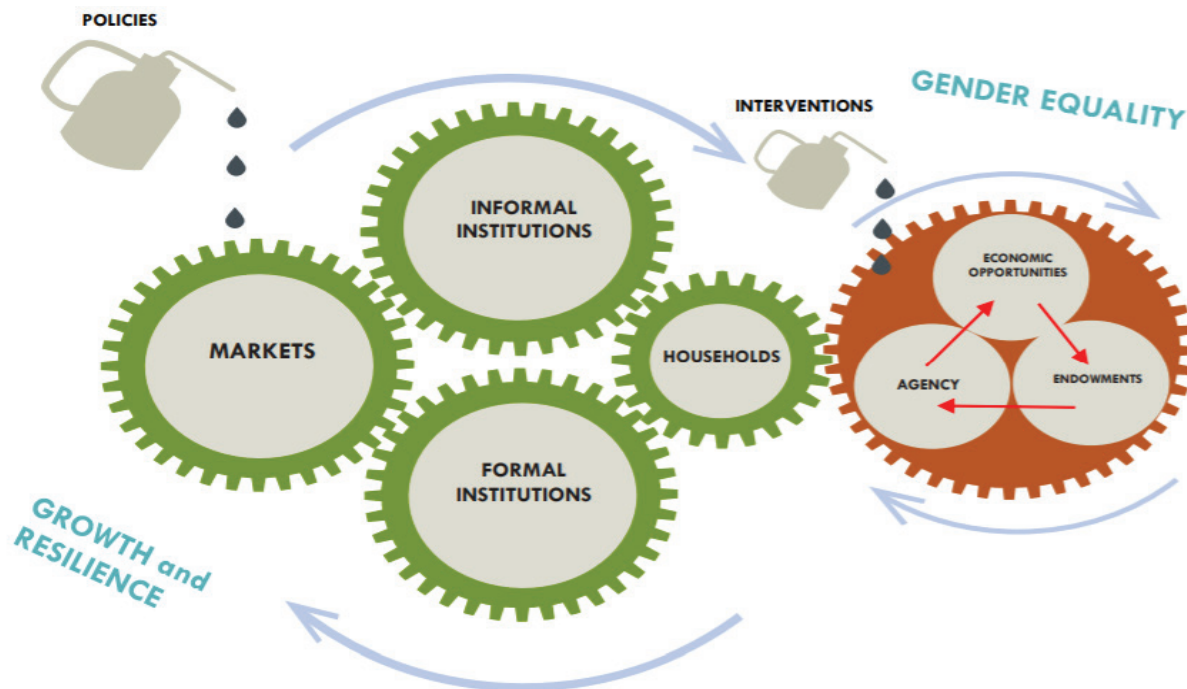 POLICIES
GENDER EQUALITY
INTERVENTIONS
INFORMAL
INSTITUTIONS
ECONOMIC
OPPORTUNITIES
MARKETS
HOUSEHOLDS
AGENCY
ENDOWMENTS
FORMAL
INSTITUTIONS
GROWTH and
RESILIENCE